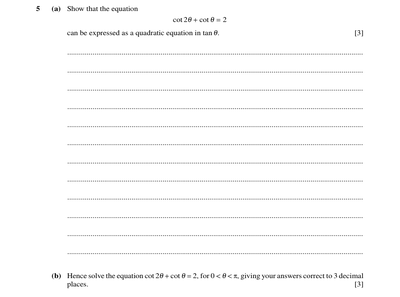 5 (a) Show that the equation
cot 2θ + cot θ = 2
can be expressed as a quadratic equation in tan θ. [3]
(b) Hence solve the equation cot 2θ + cot θ = 2, for 0 < θ < π, giving your answers correct to 3 decimal
places. [3]